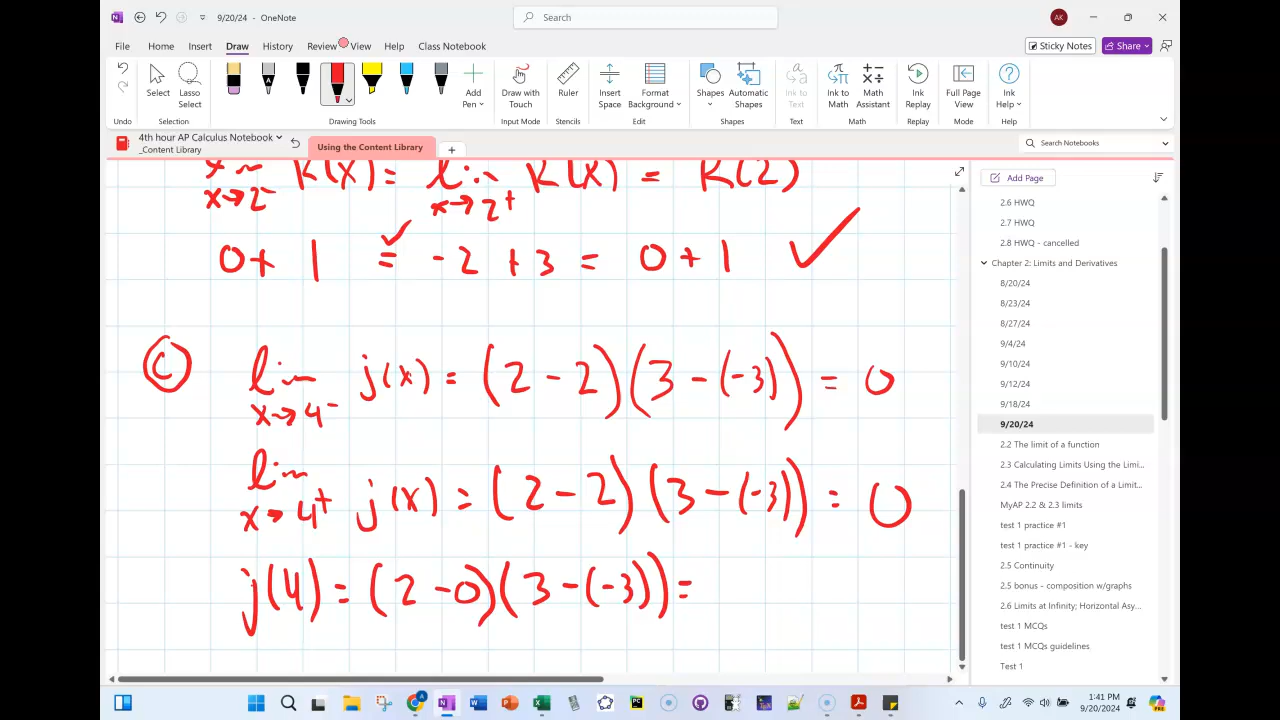 9/20/24 - OneNote
Search
AK
File Home Insert Draw History Review View Help Class Notebook
Sticky Notes
Share
Undo
Select
Lasso Select
Add Pen
Draw with Touch
Ruler
Insert Space
Format Background
Shapes
Automatic Shapes
Ink to Text
Ink to Math
Math Assistant
Ink Replay
Full Page View
Ink Help
Undo Selection Drawing Tools Input Mode Stencils Edit Shapes Text Math Replay Mode Help
4th hour AP Calculus Notebook
_Content Library
Using the Content Library
+
Search Notebooks
K(x) = lim K(x) = K(2)
x→2⁻ x→2⁺
0 + 1 = -2 + 3 = 0 + 1 ✓
C
lim j(x) = (2 - 2)(3 - (-3)) = 0
x→4⁻
lim j(x) = (2 - 2)(3 - (-3)) = 0
x→4⁺
j(4) = (2 - 0)(3 - (-3)) =
Add Page
2.6 HWQ
2.7 HWQ
2.8 HWQ - cancelled
Chapter 2: Limits and Derivatives
8/20/24
8/23/24
8/27/24
9/4/24
9/10/24
9/12/24
9/18/24
9/20/24
2.2 The limit of a function
2.3 Calculating Limits Using the Limi...
2.4 The Precise Definition of a Limit...
MyAP 2.2 & 2.3 limits
test 1 practice #1
test 1 practice #1 - key
2.5 Continuity
2.5 bonus - composition w/graphs
2.6 Limits at Infinity; Horizontal Asy...
test 1 MCQs
test 1 MCQs guidelines
Test 1
1:41 PM
9/20/2024